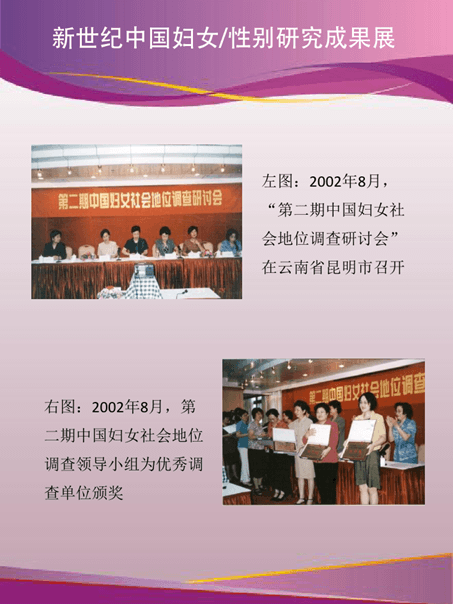 新世纪中国妇女/性别研究成果展
第二期中国妇女社会地位调查研讨会
左图：2002年8月，
“第二期中国妇女社
会地位调查研讨会”
在云南省昆明市召开
第二期中国妇女社会地位调查
右图：2002年8月，第
二期中国妇女社会地位
调查领导小组为优秀调
查单位颁奖